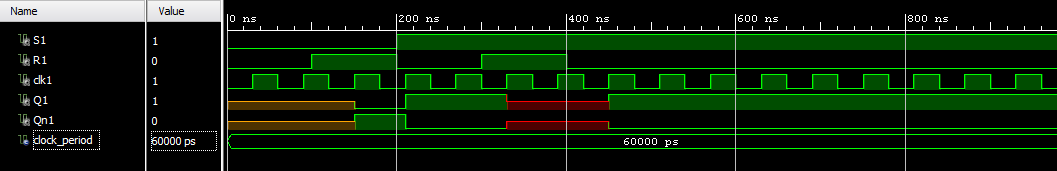 Name Value 0 ns 200 ns 400 ns 600 ns 800 ns
S1 1
R1 0
clk1 1
Q1 1
Qn1 0
clock_period 60000 ps 60000 ps